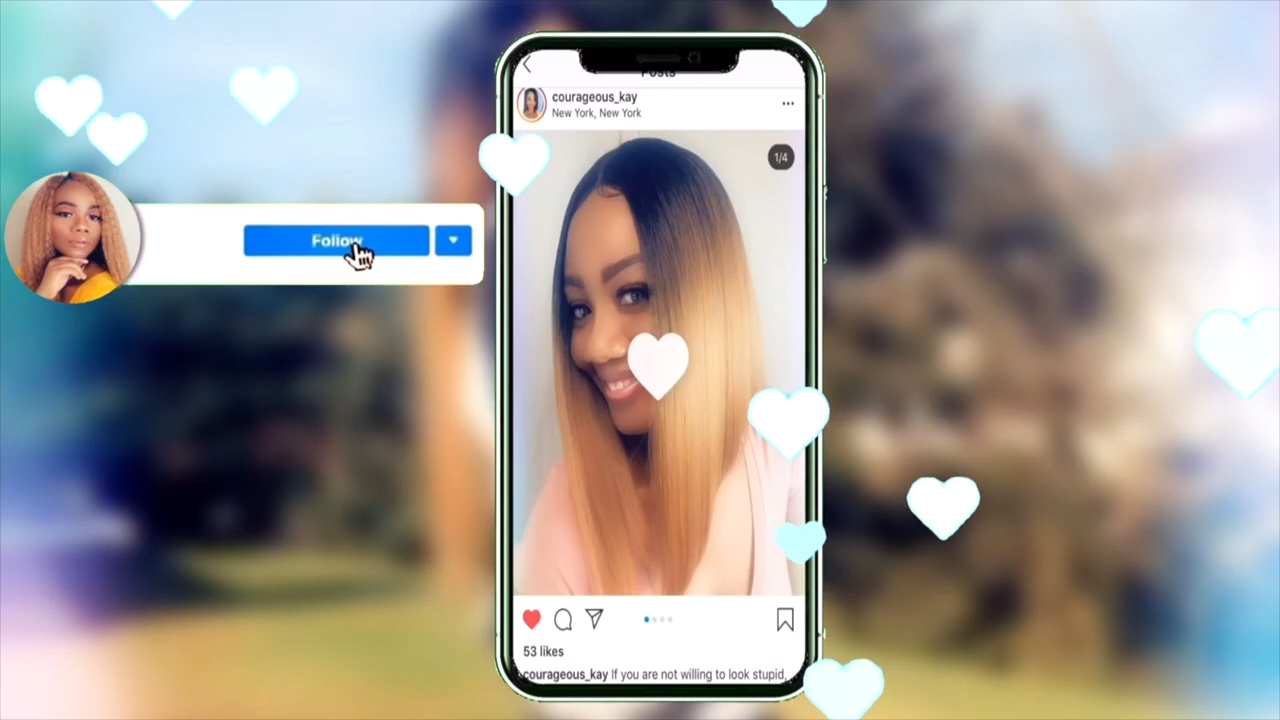 Posts
courageous_kay
New York, New York
1/4
Follow
53 likes
courageous_kay If you are not willing to look stupid,